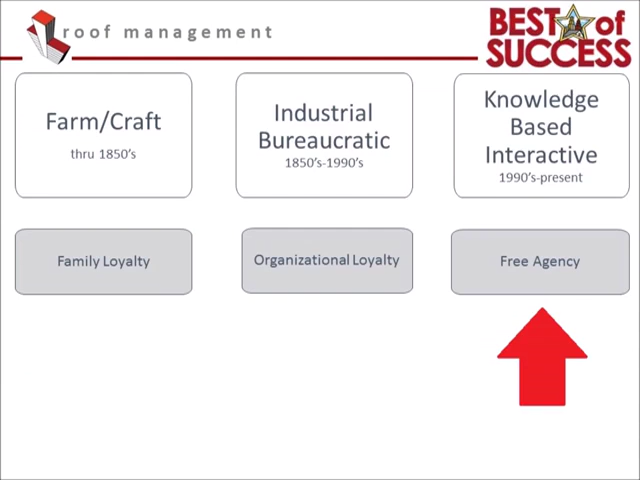 roof management
BEST of
SUCCESS
Farm/Craft
thru 1850's
Industrial
Bureaucratic
1850's-1990's
Knowledge
Based
Interactive
1990's-present
Family Loyalty
Organizational Loyalty
Free Agency